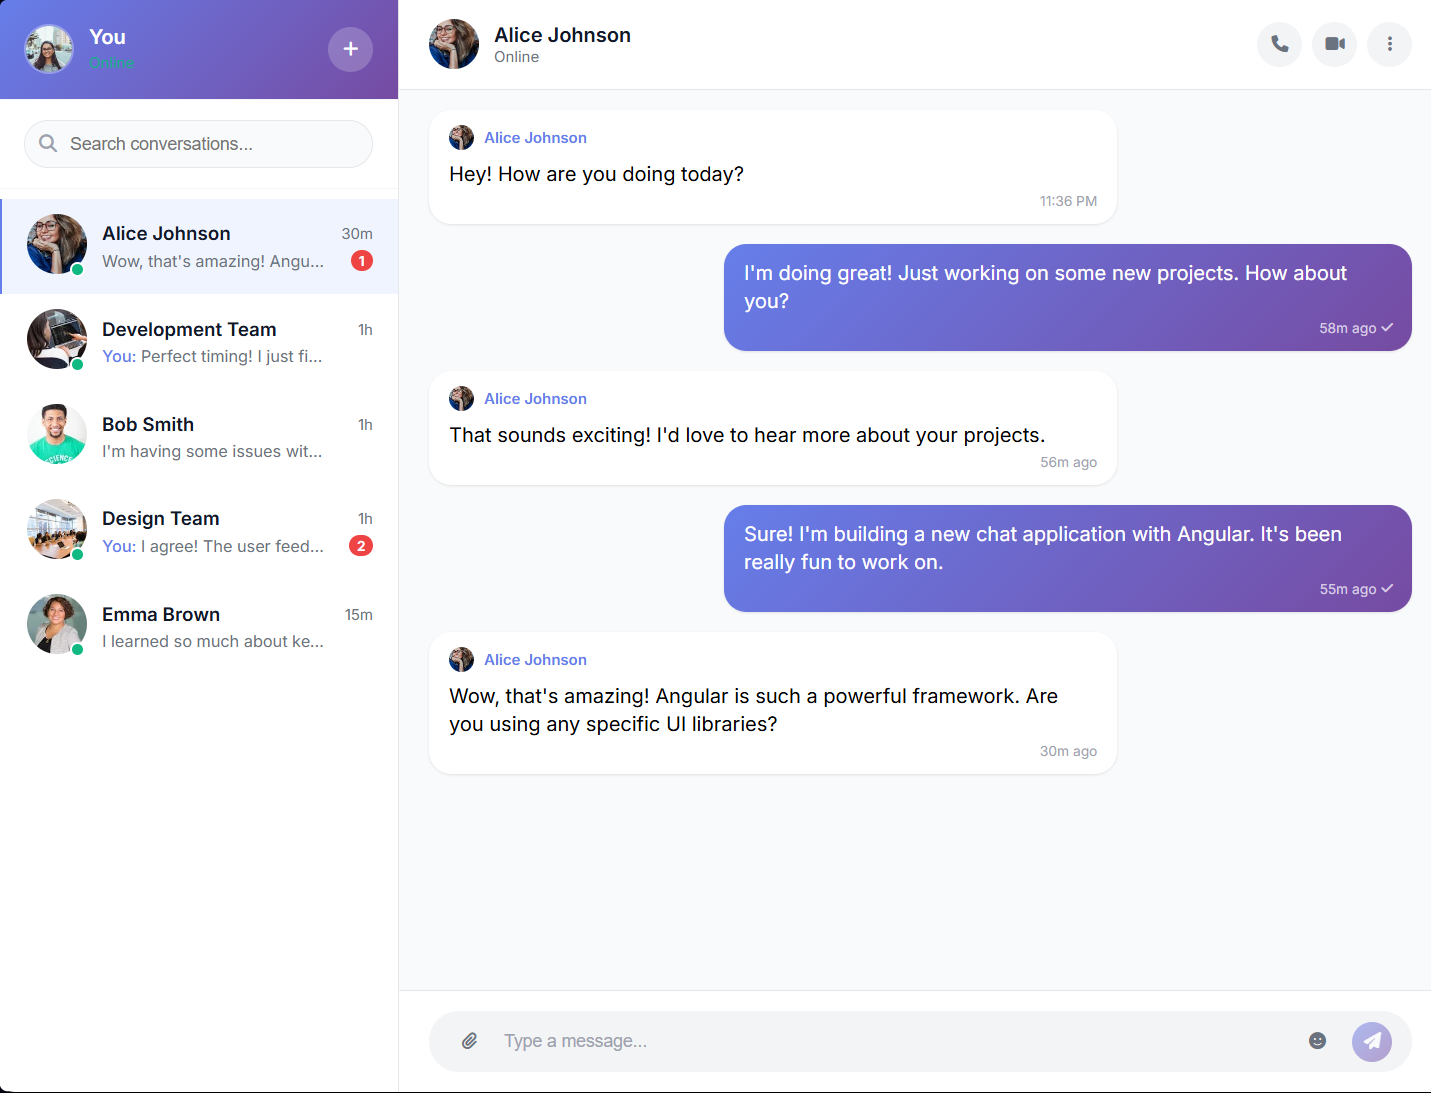 You
Online
Search conversations...
Alice Johnson
30m
Wow, that's amazing! Angu...
1
Development Team
1h
You: Perfect timing! I just fi...
Bob Smith
1h
I'm having some issues wit...
Design Team
1h
You: I agree! The user feed...
2
Emma Brown
15m
I learned so much about ke...
Alice Johnson
Online
Alice Johnson
Hey! How are you doing today?
11:36 PM
I'm doing great! Just working on some new projects. How about
you?
58m ago
Alice Johnson
That sounds exciting! I'd love to hear more about your projects.
56m ago
Sure! I'm building a new chat application with Angular. It's been
really fun to work on.
55m ago
Alice Johnson
Wow, that's amazing! Angular is such a powerful framework. Are
you using any specific UI libraries?
30m ago
Type a message...